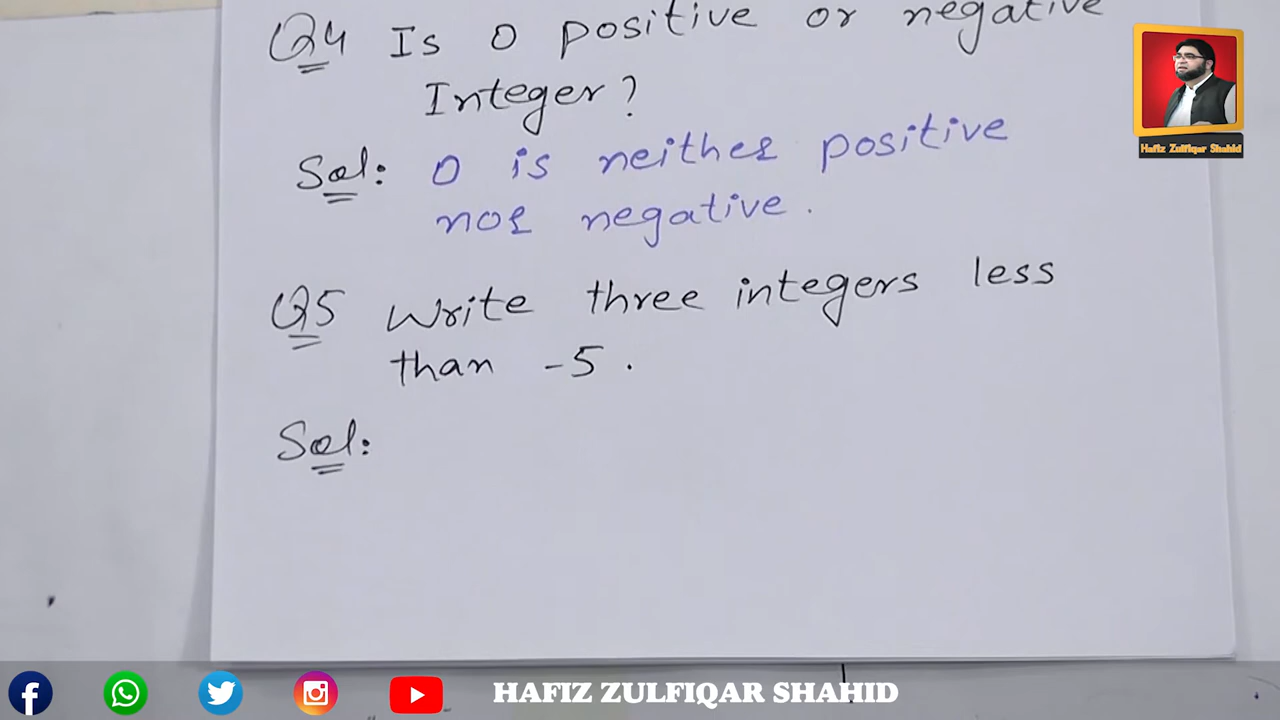 Q4 Is 0 positive or negative
Integer?
Sol: 0 is neither positive
nor negative.
Q5 Write three integers less
than -5.
Sol:
Hafiz Zulfiqar Shahid
HAFIZ ZULFIQAR SHAHID